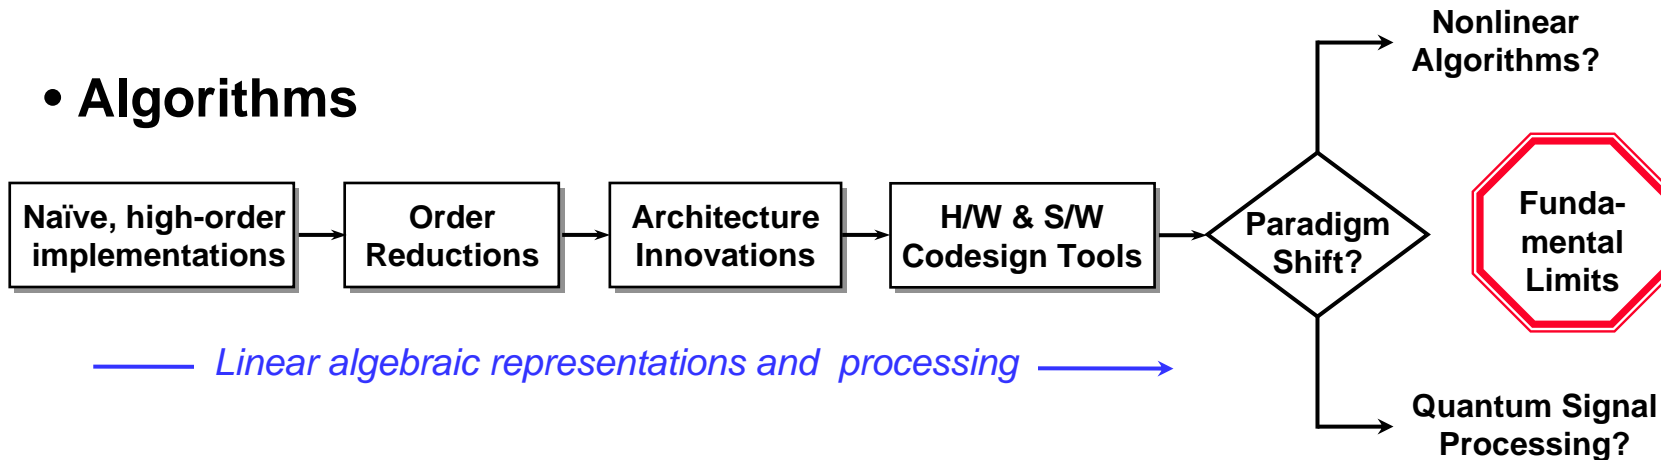 • Algorithms
Naïve, high-order
implementations
Order
Reductions
Architecture
Innovations
H/W & S/W
Codesign Tools
Paradigm
Shift?
Nonlinear
Algorithms?
Funda-
mental
Limits
Quantum Signal
Processing?
Linear algebraic representations and processing